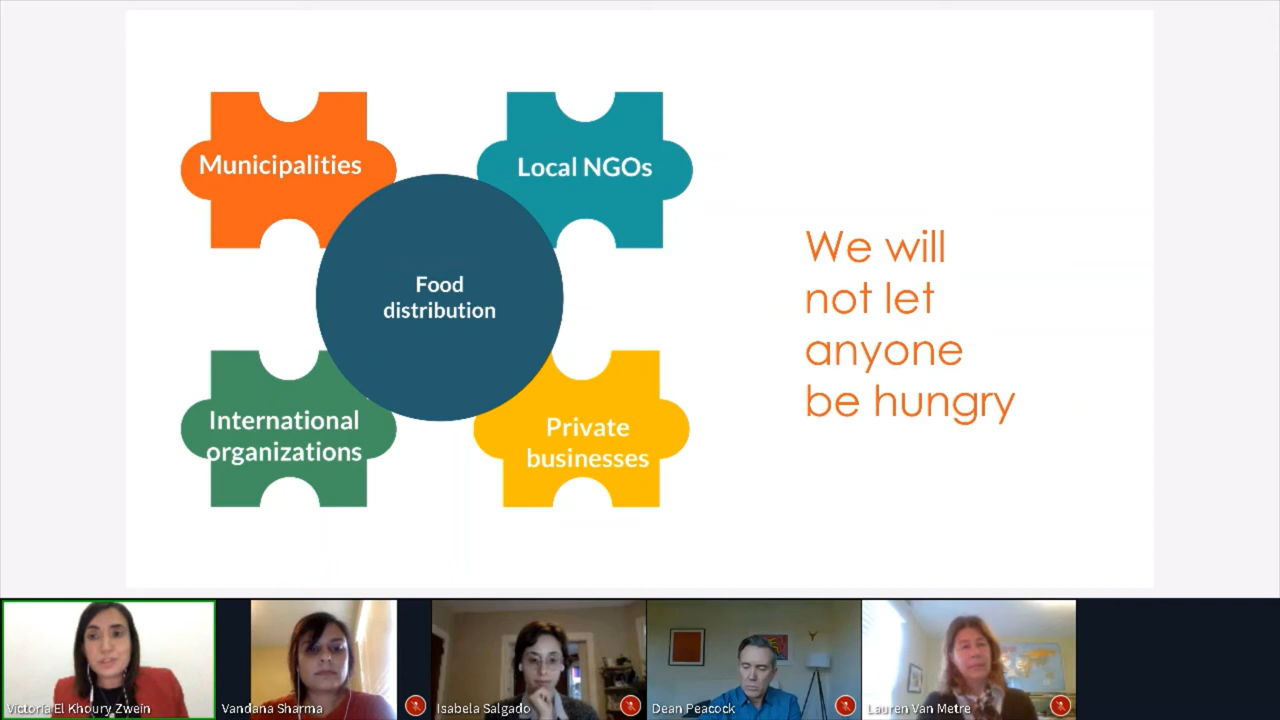 Municipalities
Local NGOs
Food
distribution
International
organizations
Private
businesses
We will
not let
anyone
be hungry
Victoria El Khoury Zwein
Vandana Sharma
Isabela Salgado
Dean Peacock
Lauren Van Metre